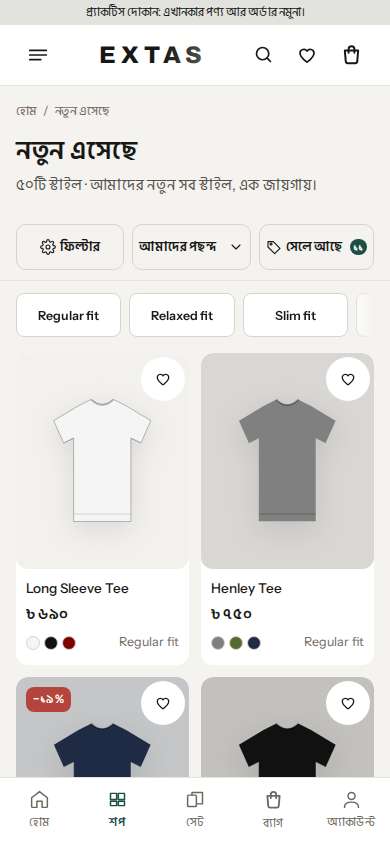 প্র্যাকটিস দোকান: এখানকার পণ্য আর অর্ডার নমুনা।
EXTAS
হোম / নতুন এসেছে
নতুন এসেছে
৫০টি স্টাইল · আমাদের নতুন সব স্টাইল, এক জায়গায়।
ফিল্টার
আমাদের পছন্দ
সেলে আছে ৬৬
Regular fit
Relaxed fit
Slim fit
Long Sleeve Tee
৳৬৯০
Regular fit
Henley Tee
৳৭৫০
Regular fit
হোম
শপ
সেট
ব্যাগ
অ্যাকাউন্ট